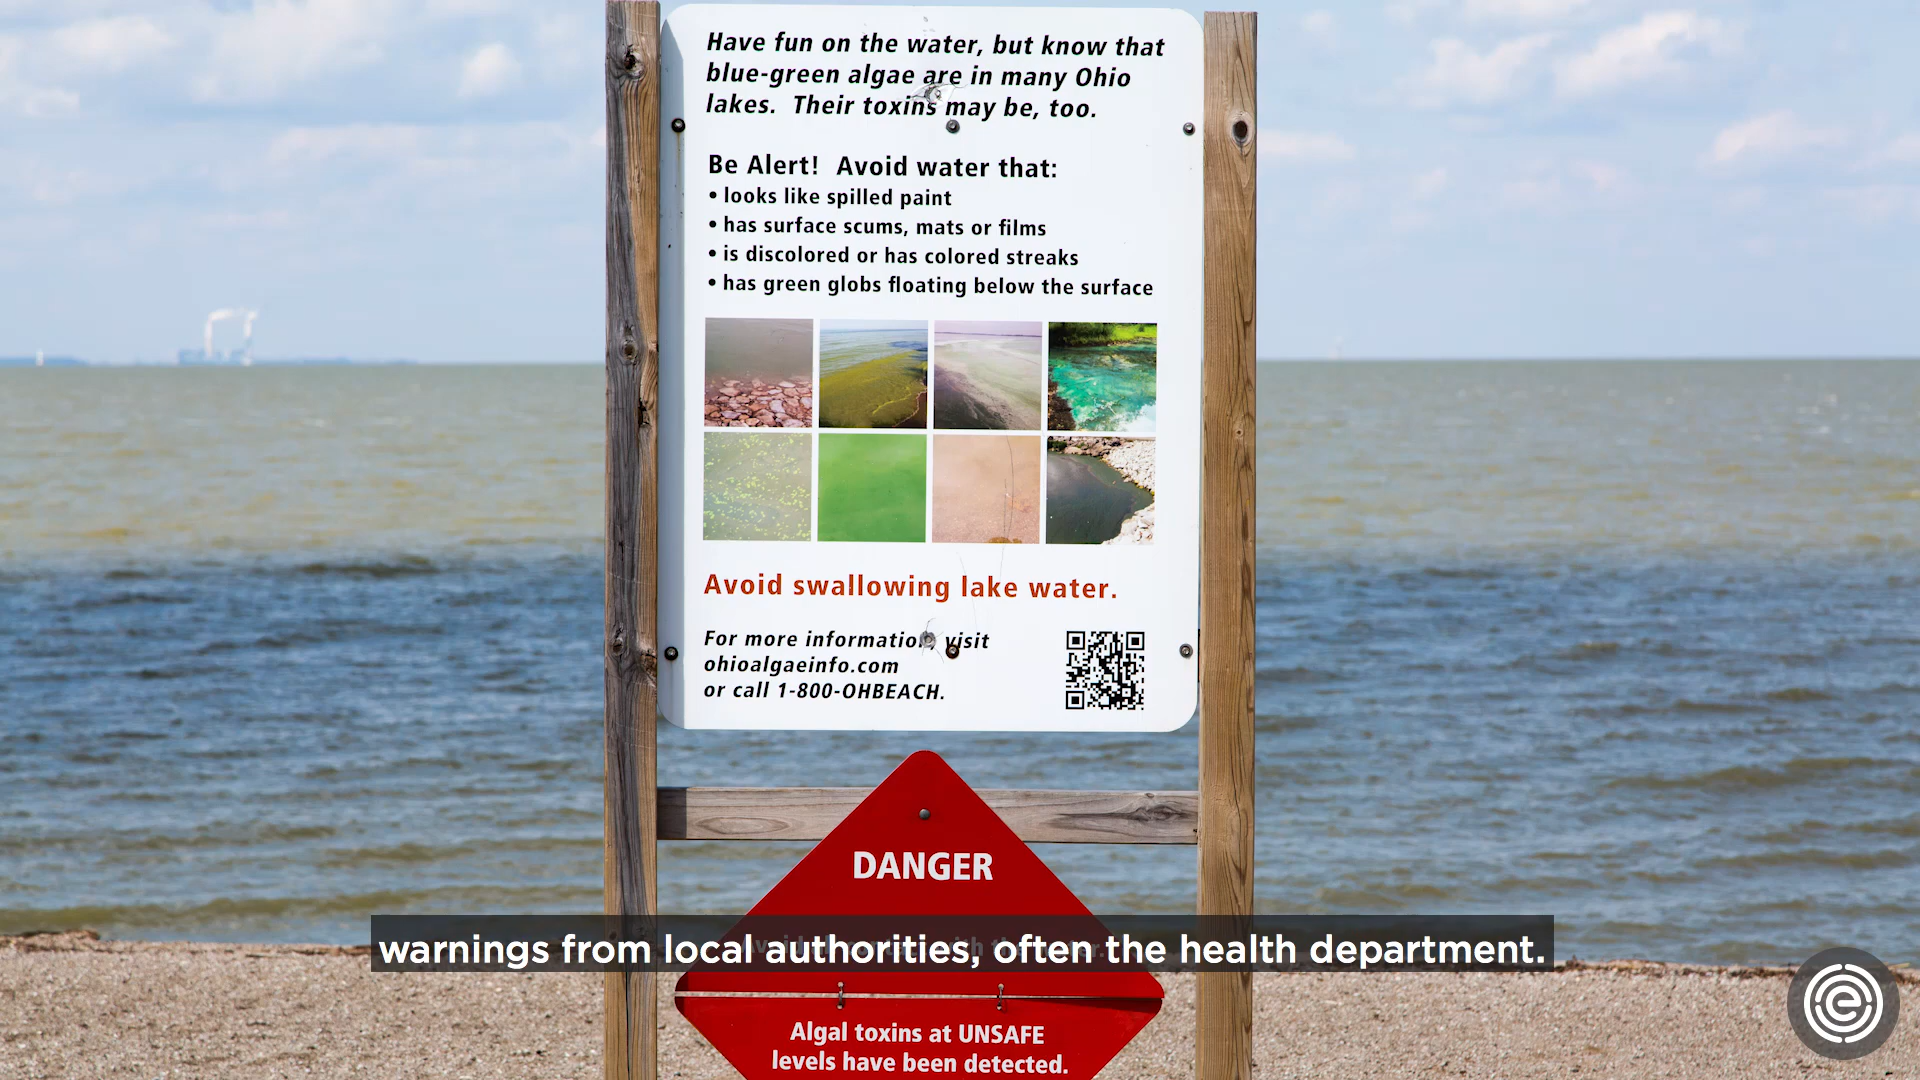 Have fun on the water, but know that
blue-green algae are in many Ohio
lakes. Their toxins may be, too.
Be Alert! Avoid water that:
• looks like spilled paint
• has surface scums, mats or films
• is discolored or has colored streaks
• has green globs floating below the surface
Avoid swallowing lake water.
For more information visit
ohioalgaeinfo.com
or call 1-800-OHBEACH.
DANGER
warnings from local authorities, often the health department.
Algal toxins at UNSAFE
levels have been detected.
e